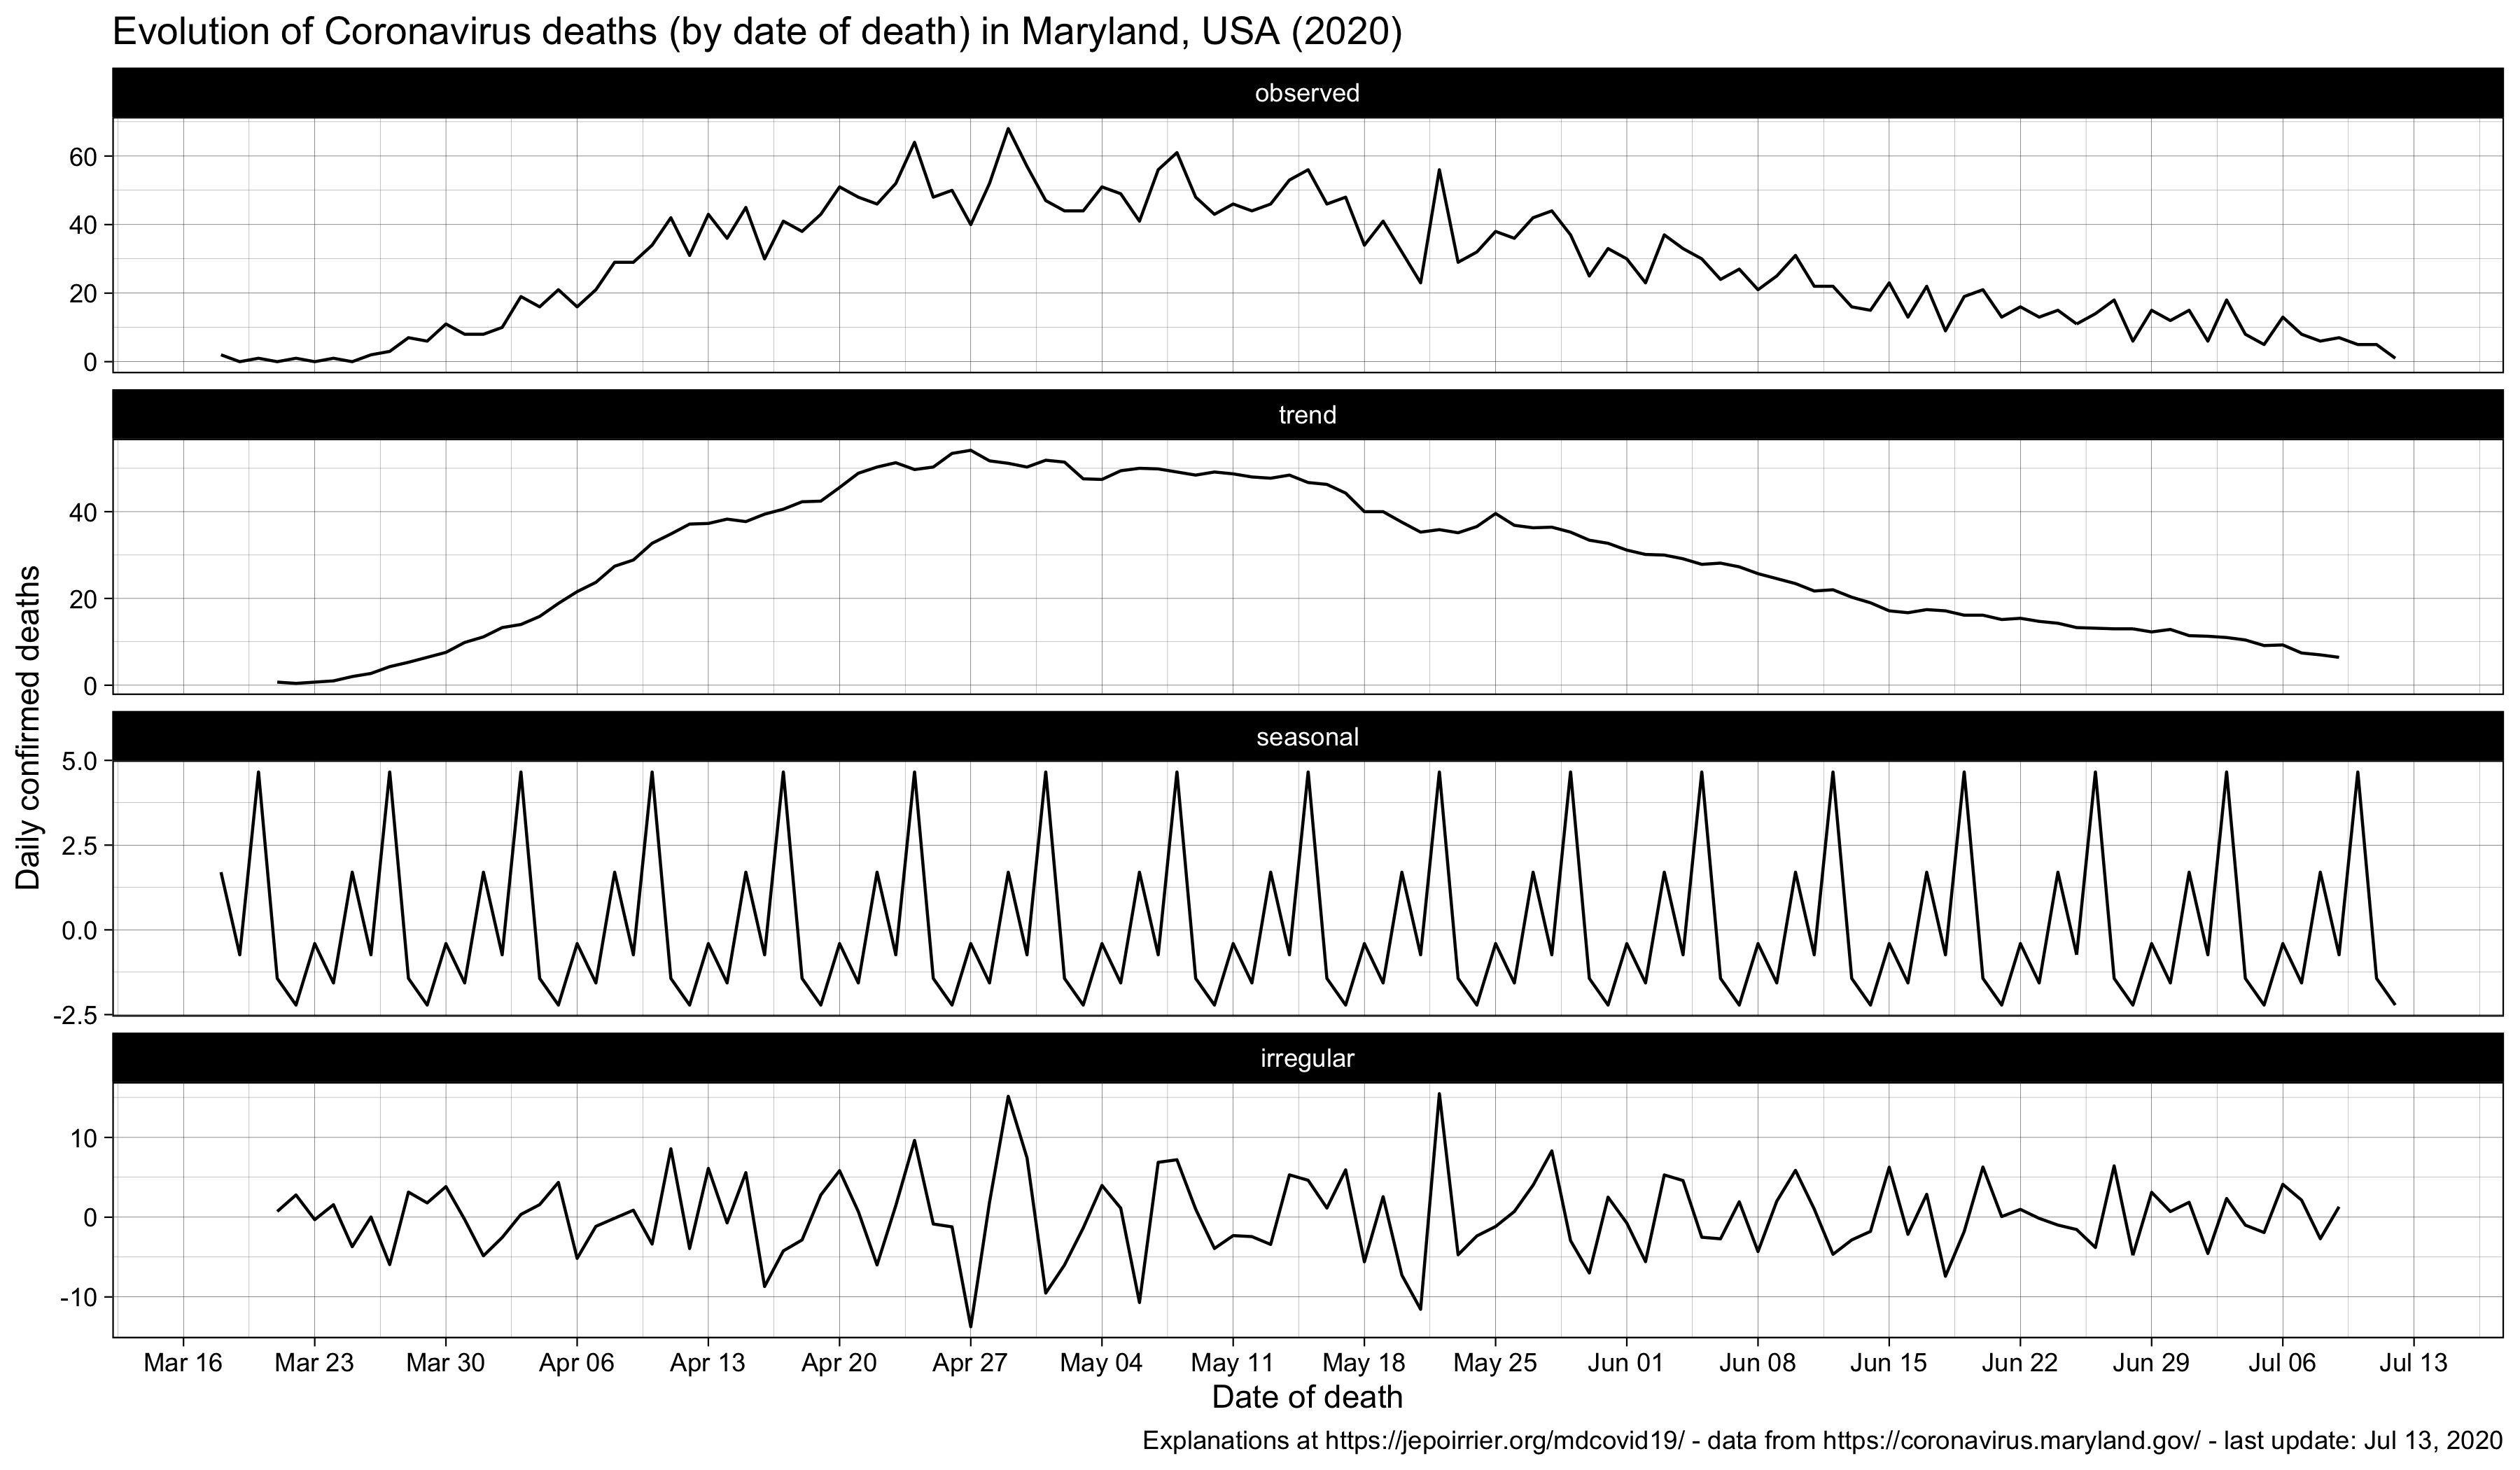 Evolution of Coronavirus deaths (by date of death) in Maryland, USA (2020)
observed
60
40
20
0
trend
40
20
0
Daily confirmed deaths
seasonal
5.0
2.5
0.0
-2.5
irregular
10
0
-10
Mar 16 Mar 23 Mar 30 Apr 06 Apr 13 Apr 20 Apr 27 May 04 May 11 May 18 May 25 Jun 01 Jun 08 Jun 15 Jun 22 Jun 29 Jul 06 Jul 13
Date of death
Explanations at https://jepoirrier.org/mdcovid19/ - data from https://coronavirus.maryland.gov/ - last update: Jul 13, 2020